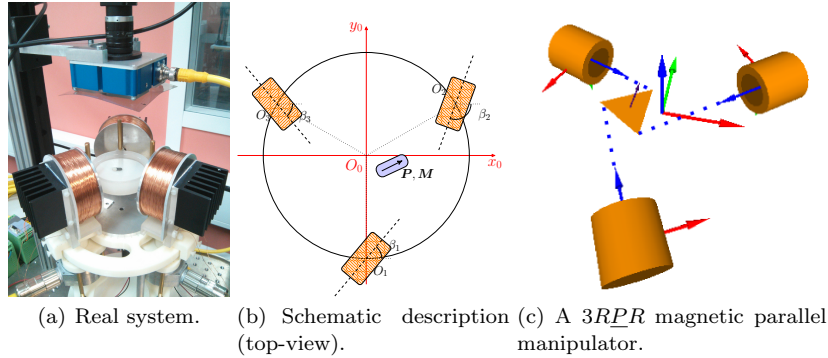 y₀
O₂
β₂
O₃
β₃
O₀
x₀
P, M
β₁
O₁
(a) Real system.
(b) Schematic description (top-view).
(c) A 3RPR magnetic parallel manipulator.